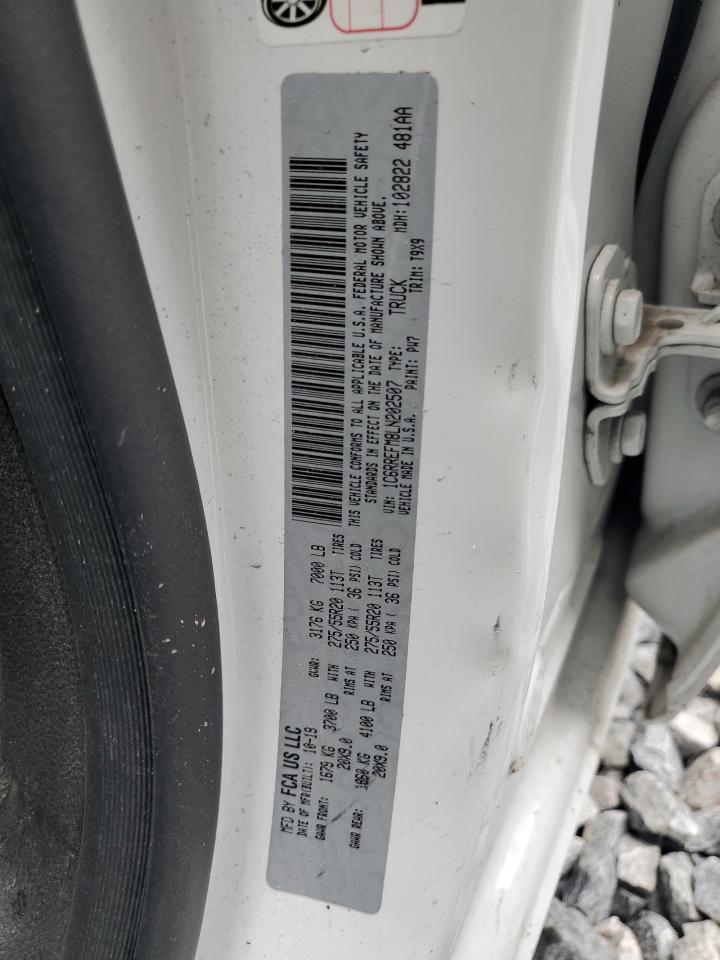 MFD BY FCA US LLC
DATE OF MFR(BUILT): 10-19 GVWR: 3176 KG 7000 LB
GAWR FRONT: 1679 KG 3700 LB WITH 275/55R20 113T TIRES
20X9.0 RIMS AT 250 KPA ( 36 PSI) COLD
GAWR REAR: 1860 KG 4100 LB WITH 275/55R20 113T TIRES
20X9.0 RIMS AT 250 KPA ( 36 PSI) COLD
THIS VEHICLE CONFORMS TO ALL APPLICABLE U.S.A. FEDERAL MOTOR VEHICLE SAFETY
STANDARDS IN EFFECT ON THE DATE OF MANUFACTURE SHOWN ABOVE.
VIN: 1C6RREFM8LN202507 TYPE: TRUCK MDH:102822 481AA
VEHICLE MADE IN U.S.A. PAINT: PW7 TRIM: T9X9